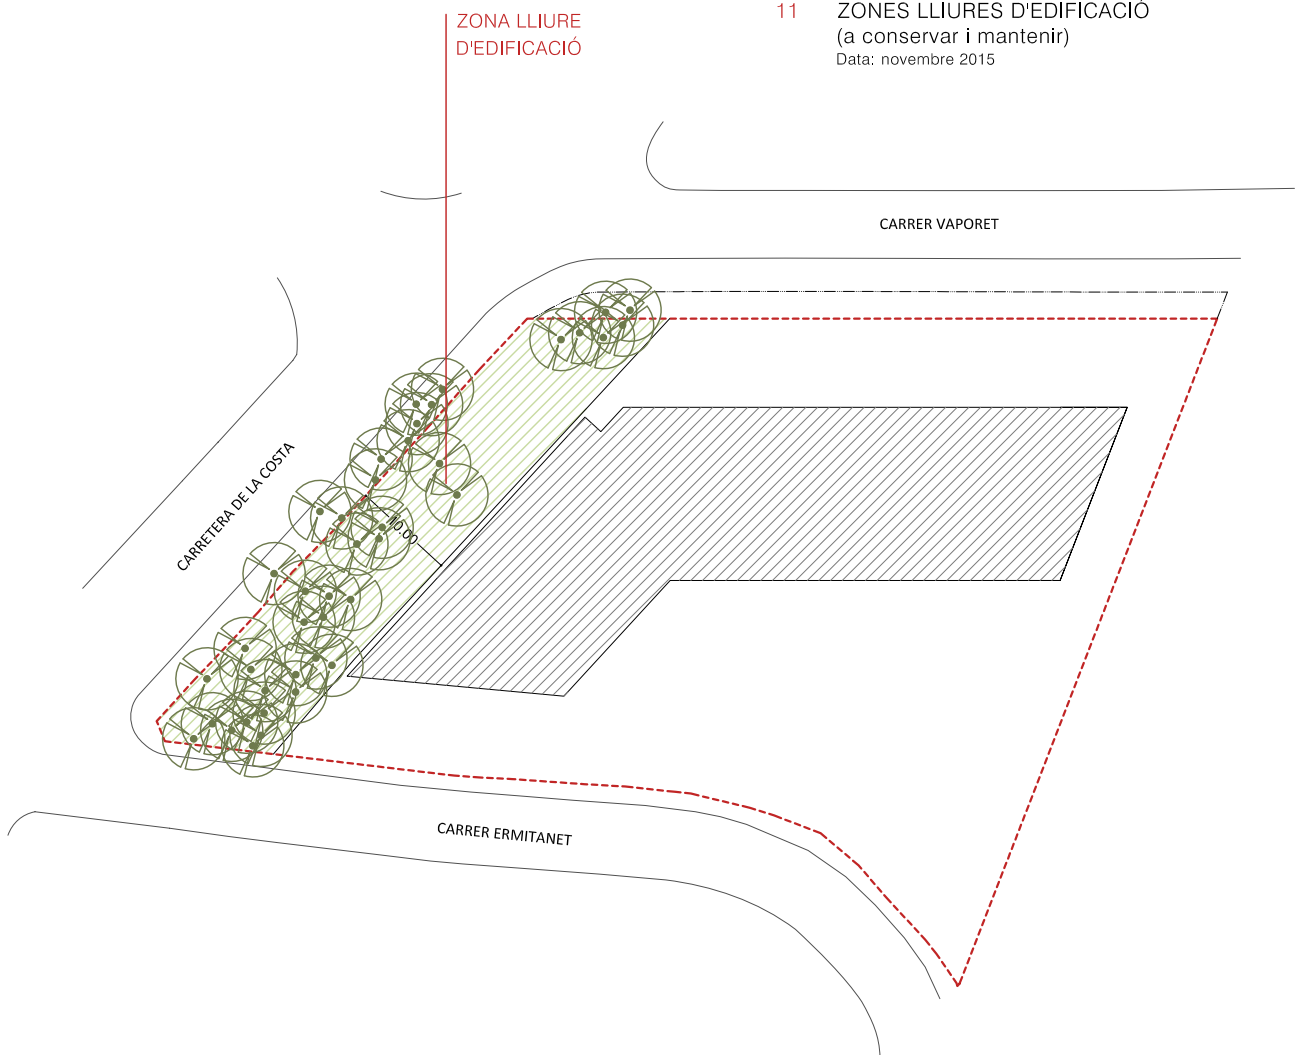 ZONA LLIURE
D'EDIFICACIÓ
11 ZONES LLIURES D'EDIFICACIÓ
(a conservar i mantenir)
Data: novembre 2015
CARRER VAPORET
CARRETERA DE LA COSTA
10.00
CARRER ERMITANET